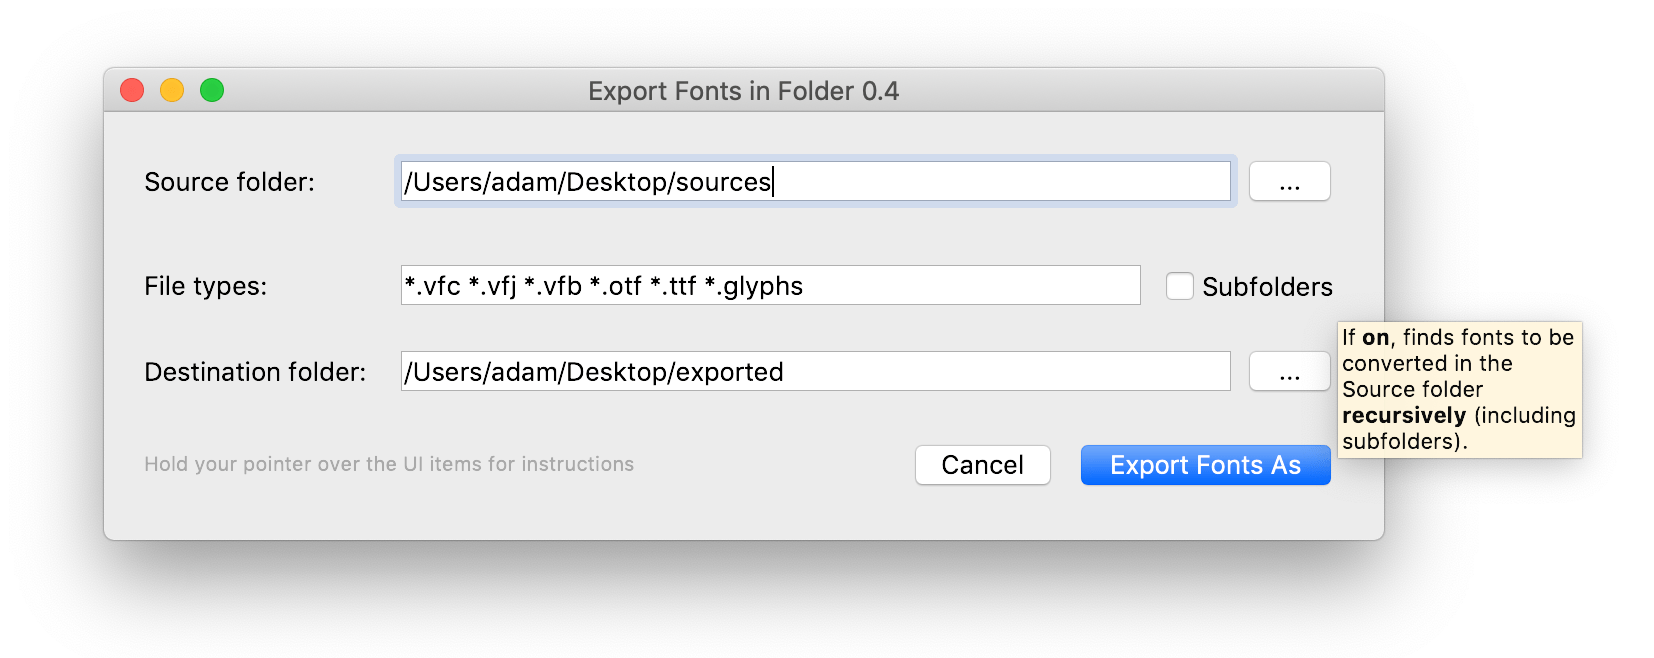 Export Fonts in Folder 0.4
Source folder: /Users/adam/Desktop/sources ...
File types: *.vfc *.vfj *.vfb *.otf *.ttf *.glyphs Subfolders
If on, finds fonts to be
converted in the
Source folder
recursively (including
subfolders).
Destination folder: /Users/adam/Desktop/exported ...
Hold your pointer over the UI items for instructions Cancel Export Fonts As